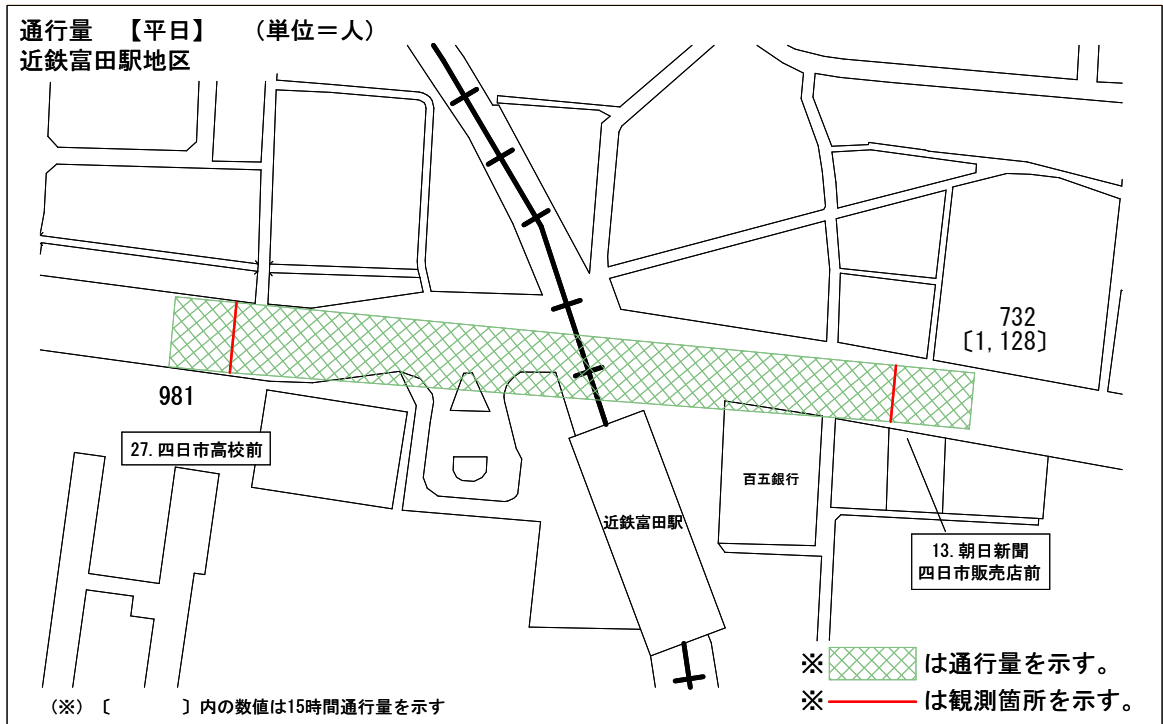 通行量　【平日】　（単位＝人）
近鉄富田駅地区
732
〔1,128〕
981
27.四日市高校前
百五銀行
近鉄富田駅
13.朝日新聞
四日市販売店前
※　は通行量を示す。
※　は観測箇所を示す。
（※）〔　　　〕内の数値は15時間通行量を示す